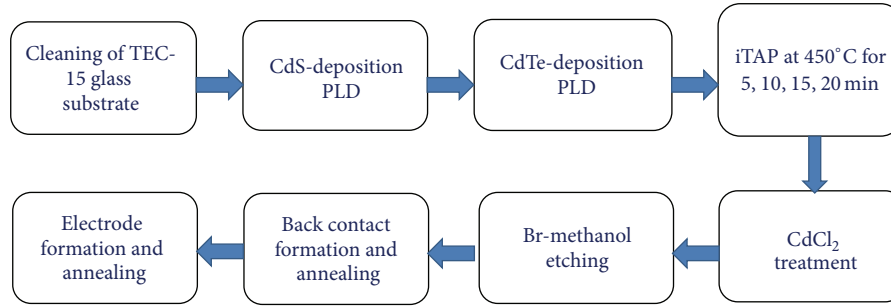 Cleaning of TEC-
15 glass
substrate
CdS-deposition
PLD
CdTe-deposition
PLD
iTAP at 450°C for
5, 10, 15, 20 min
CdCl₂
treatment
Br-methanol
etching
Back contact
formation and
annealing
Electrode
formation and
annealing